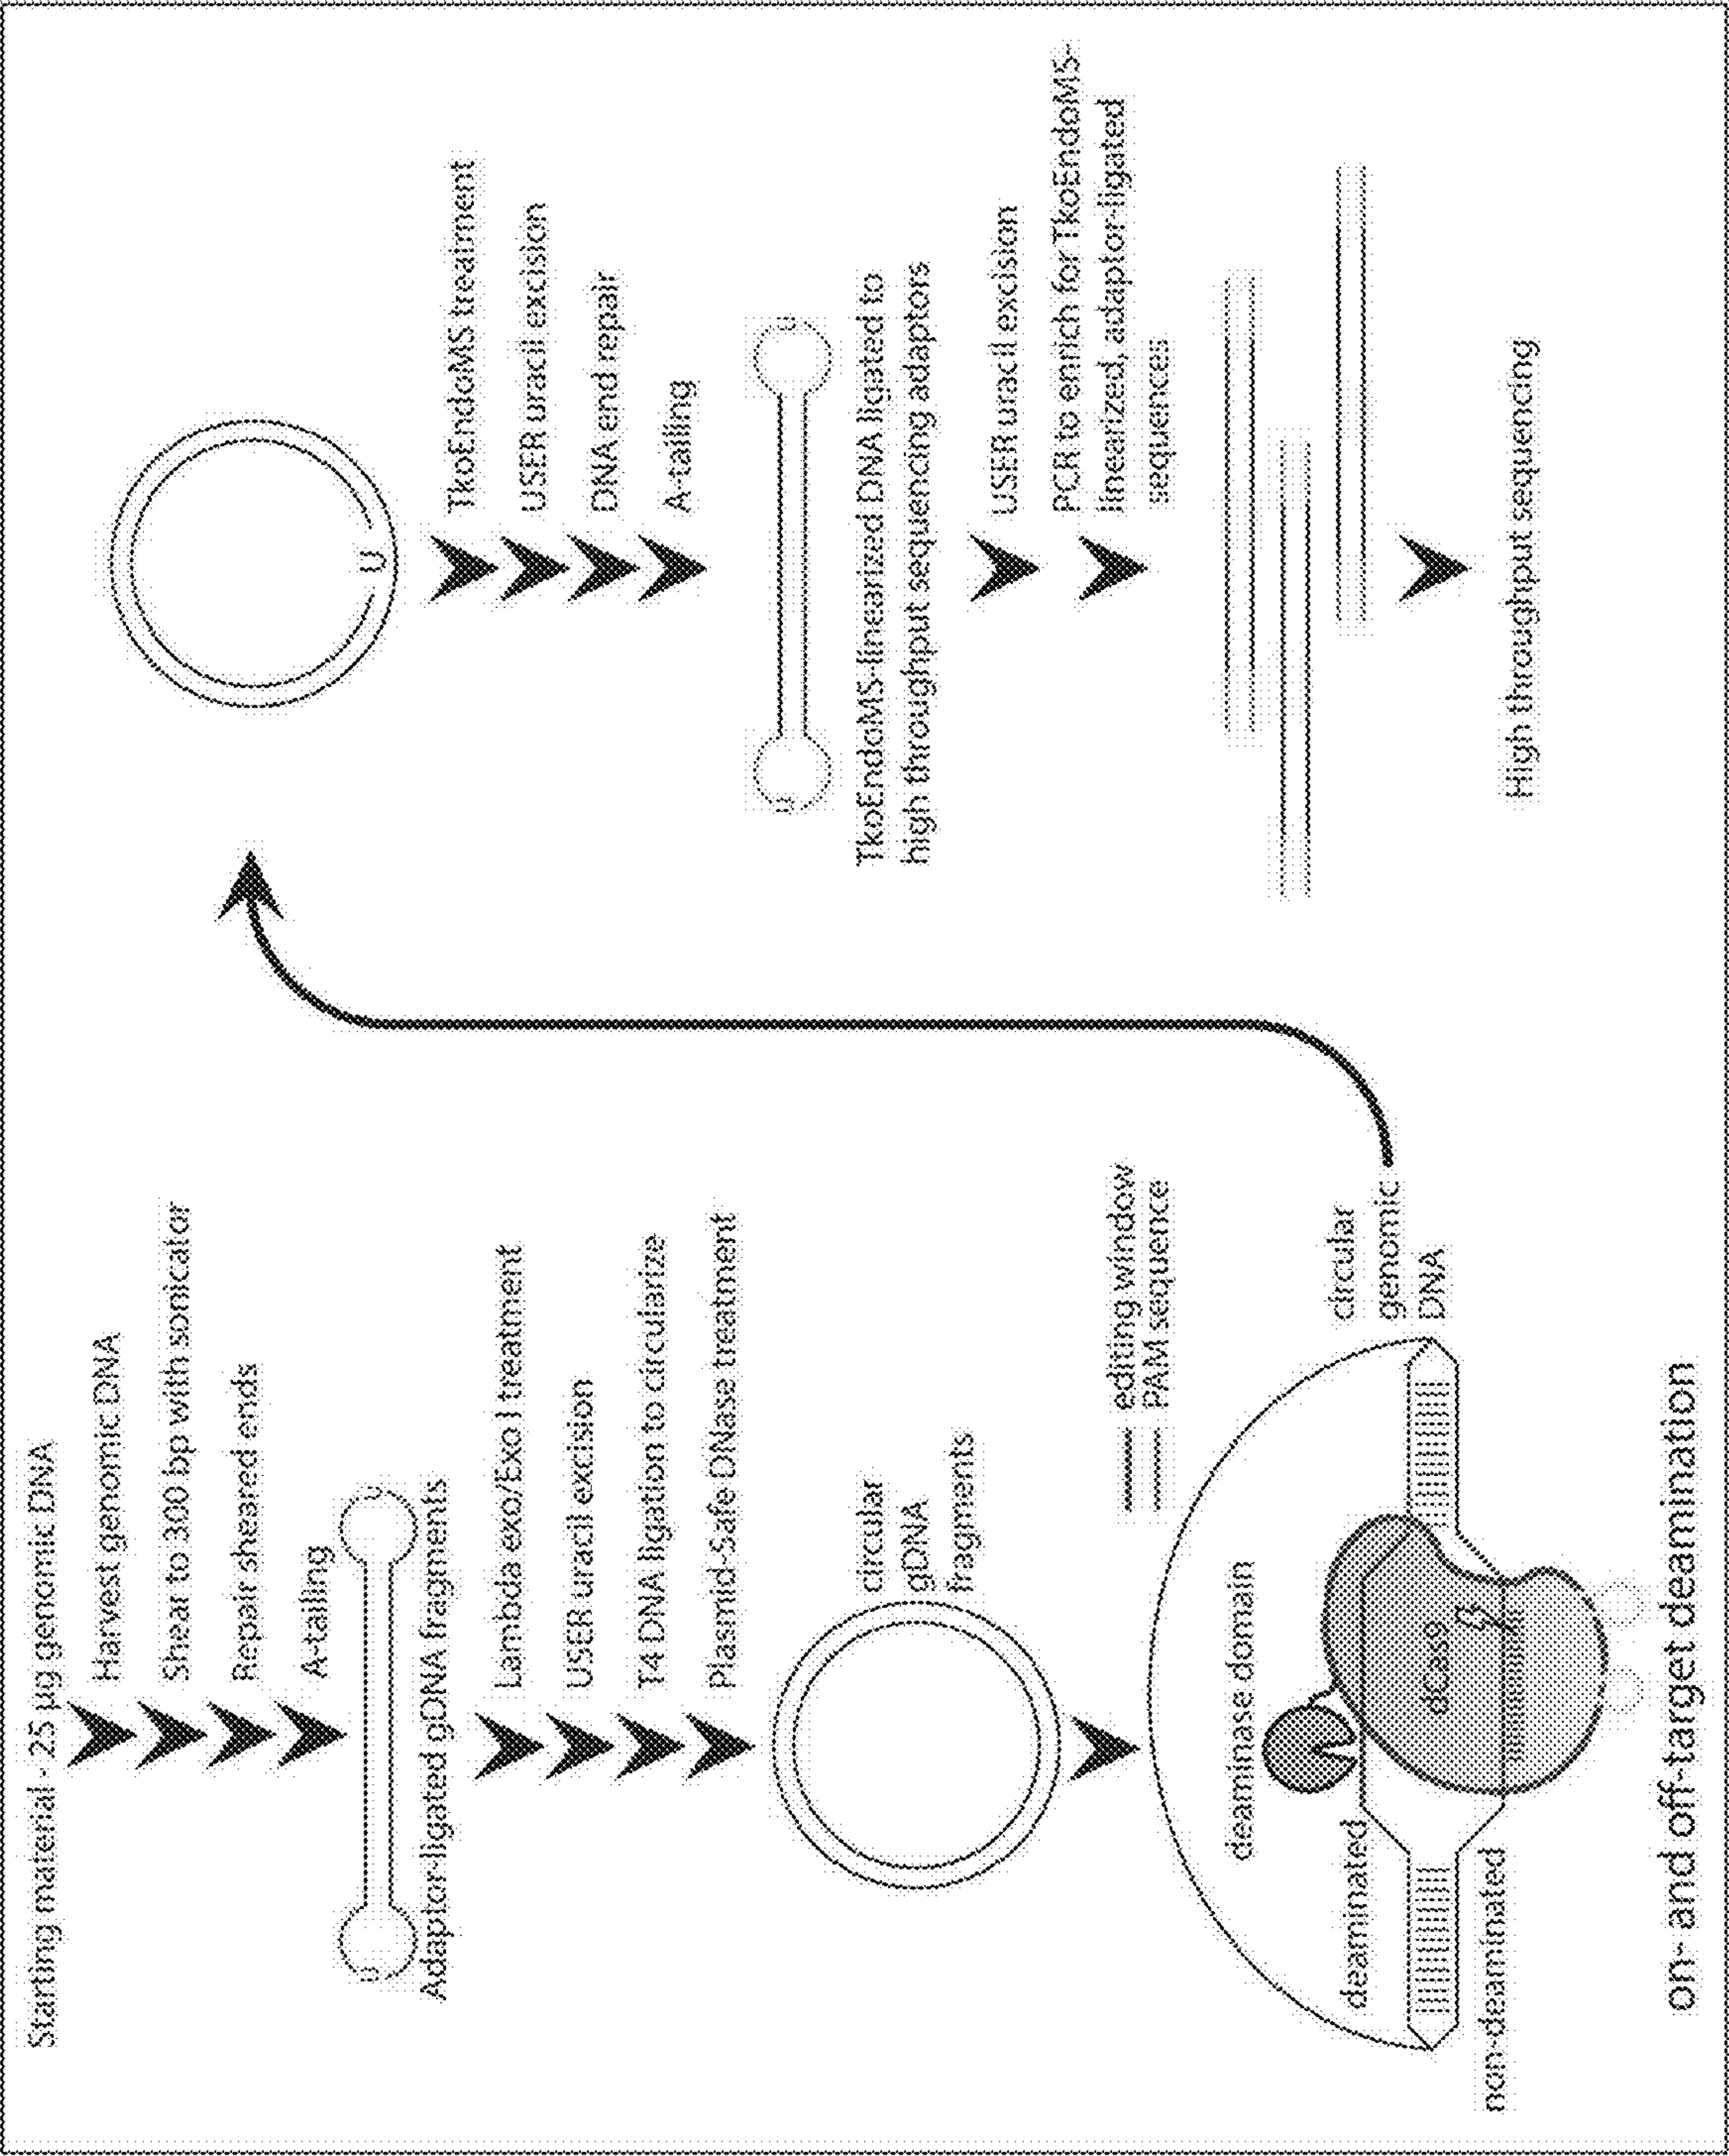 Starting material - 25 µg genomic DNA
Harvest genomic DNA
Shear to 300 bp with sonicator
Repair sheared ends
A-tailing
U
U
Adaptor-ligated gDNA fragments
Lambda exo/Exo I treatment
USER uracil excision
T4 DNA ligation to circularize
Plasmid-Safe DNase treatment
circular
gDNA
fragments
editing window
PAM sequence
deaminase domain
deaminated
dCas9
non-deaminated
circular
genomic
DNA
on- and off-target deamination
U
TkoEndoMS treatment
USER uracil excision
DNA end repair
A-tailing
U
U
TkoEndoMS-linearized DNA ligated to
high throughput sequencing adaptors
USER uracil excision
PCR to enrich for TkoEndoMS-
linearized, adaptor-ligated
sequences
High throughput sequencing